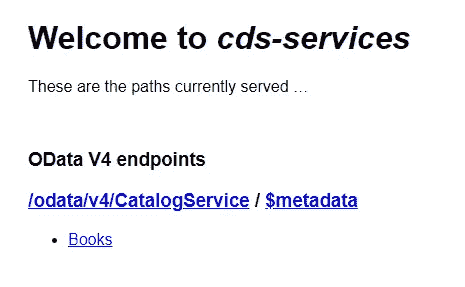 Welcome to cds-services
These are the paths currently served …
OData V4 endpoints
/odata/v4/CatalogService / $metadata
• Books